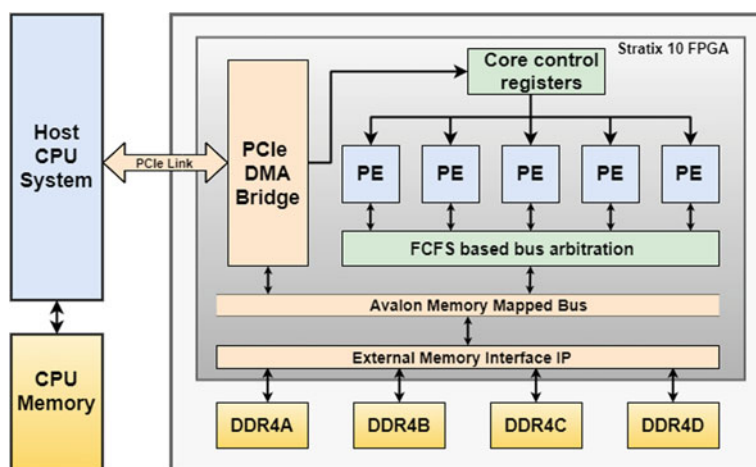 Stratix 10 FPGA
Core control
registers
Host
CPU
System
PCIe Link
PCIe
DMA
Bridge
PE
PE
PE
PE
PE
FCFS based bus arbitration
Avalon Memory Mapped Bus
External Memory Interface IP
CPU
Memory
DDR4A
DDR4B
DDR4C
DDR4D